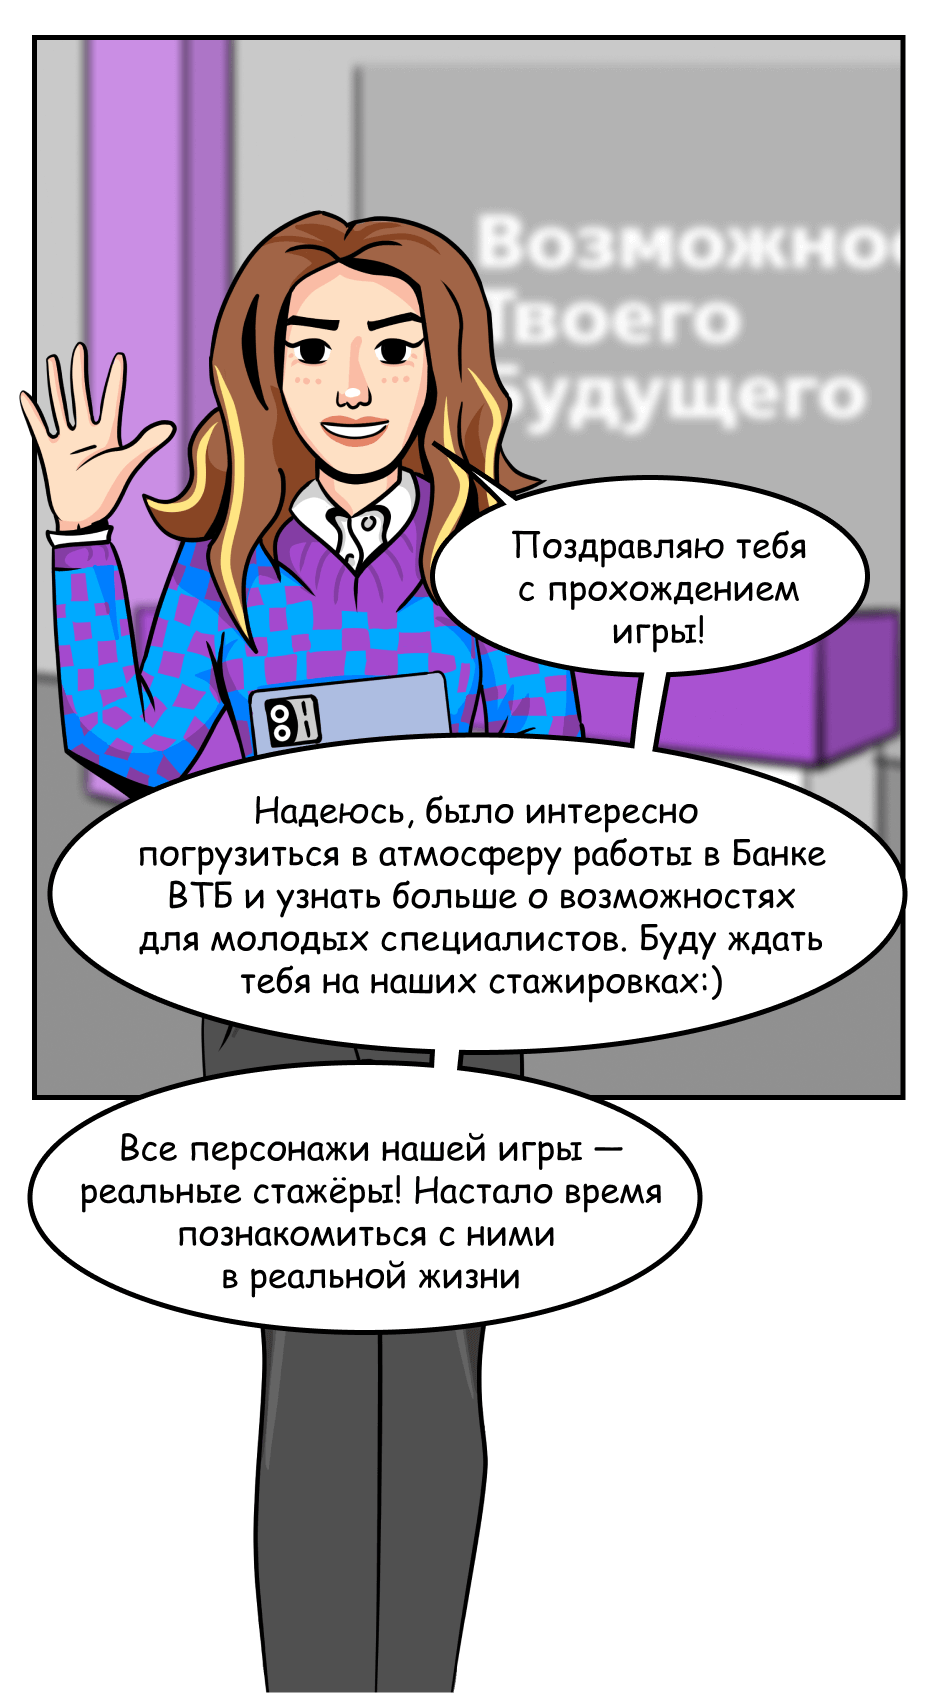 Возможнос
Твоего
Будущего
Поздравляю тебя
с прохождением
игры!
Надеюсь, было интересно
погрузиться в атмосферу работы в Банке
ВТБ и узнать больше о возможностях
для молодых специалистов. Буду ждать
тебя на наших стажировках:)
Все персонажи нашей игры —
реальные стажёры! Настало время
познакомиться с ними
в реальной жизни